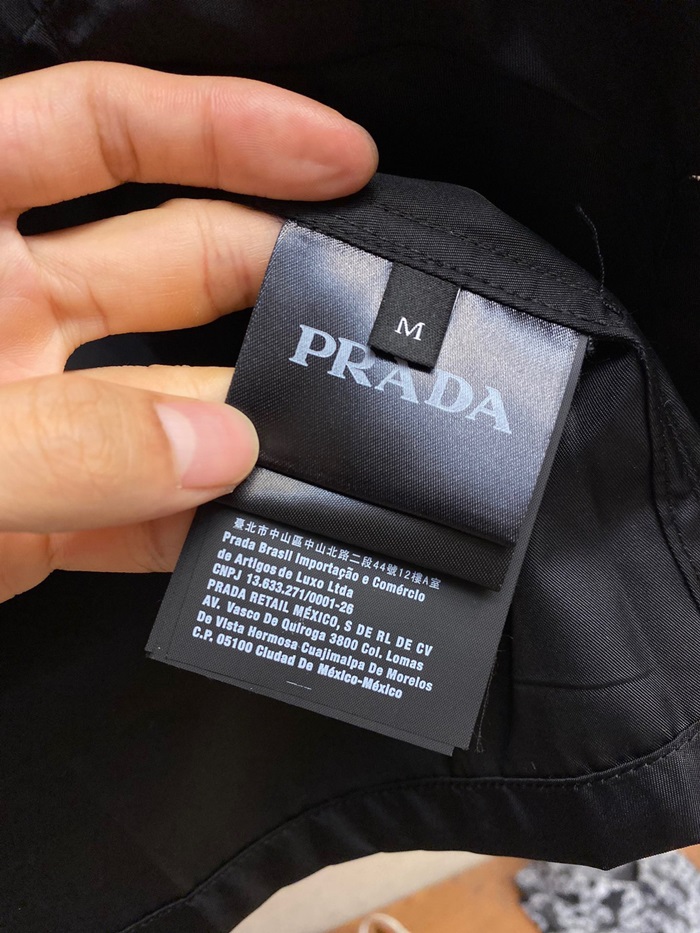 M
PRADA
臺北市中山區中山北路二段44號12樓A室
Prada Brasil Importação e Comércio
de Artigos de Luxo Ltda
CNPJ 13.633.271/0001-26
PRADA RETAIL MÉXICO, S DE RL DE CV
AV. Vasco De Quiroga 3800 Col. Lomas
De Vista Hermosa Cuajimalpa De Morelos
C.P. 05100 Ciudad De México-México